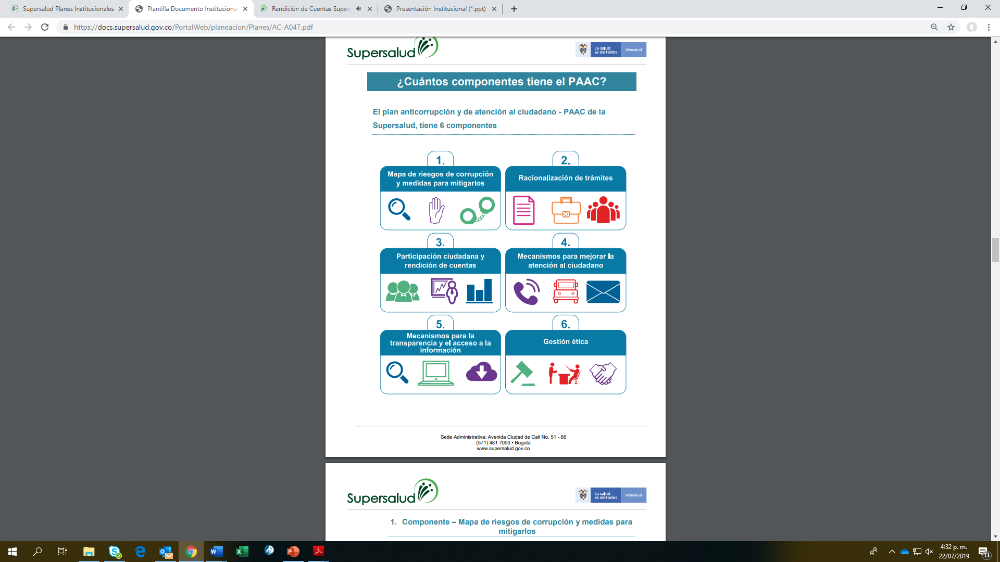 Supersalud Planes Institucionales
Plantilla Documento Institucional
Rendición de Cuentas Supers
Presentación Institucional (*.ppt)
https://docs.supersalud.gov.co/PortalWeb/planeacion/Planes/AC-A047.pdf
Supersalud
La salud
es de todos
Minsalud
¿Cuántos componentes tiene el PAAC?
El plan anticorrupción y de atención al ciudadano - PAAC de la
Supersalud, tiene 6 componentes
1.
Mapa de riesgos de corrupción
y medidas para mitigarlos
2.
Racionalización de trámites
3.
Participación ciudadana y
rendición de cuentas
4.
Mecanismos para mejorar la
atención al ciudadano
5.
Mecanismos para la
transparencia y el acceso a la
información
6.
Gestión ética
Sede Administrativa: Avenida Ciudad de Cali No. 51 - 66
(571) 481 7000 • Bogotá
www.supersalud.gov.co
Supersalud
La salud
es de todos
Minsalud
1. Componente – Mapa de riesgos de corrupción y medidas para
mitigarlos
4:32 p. m.
22/07/2019
13